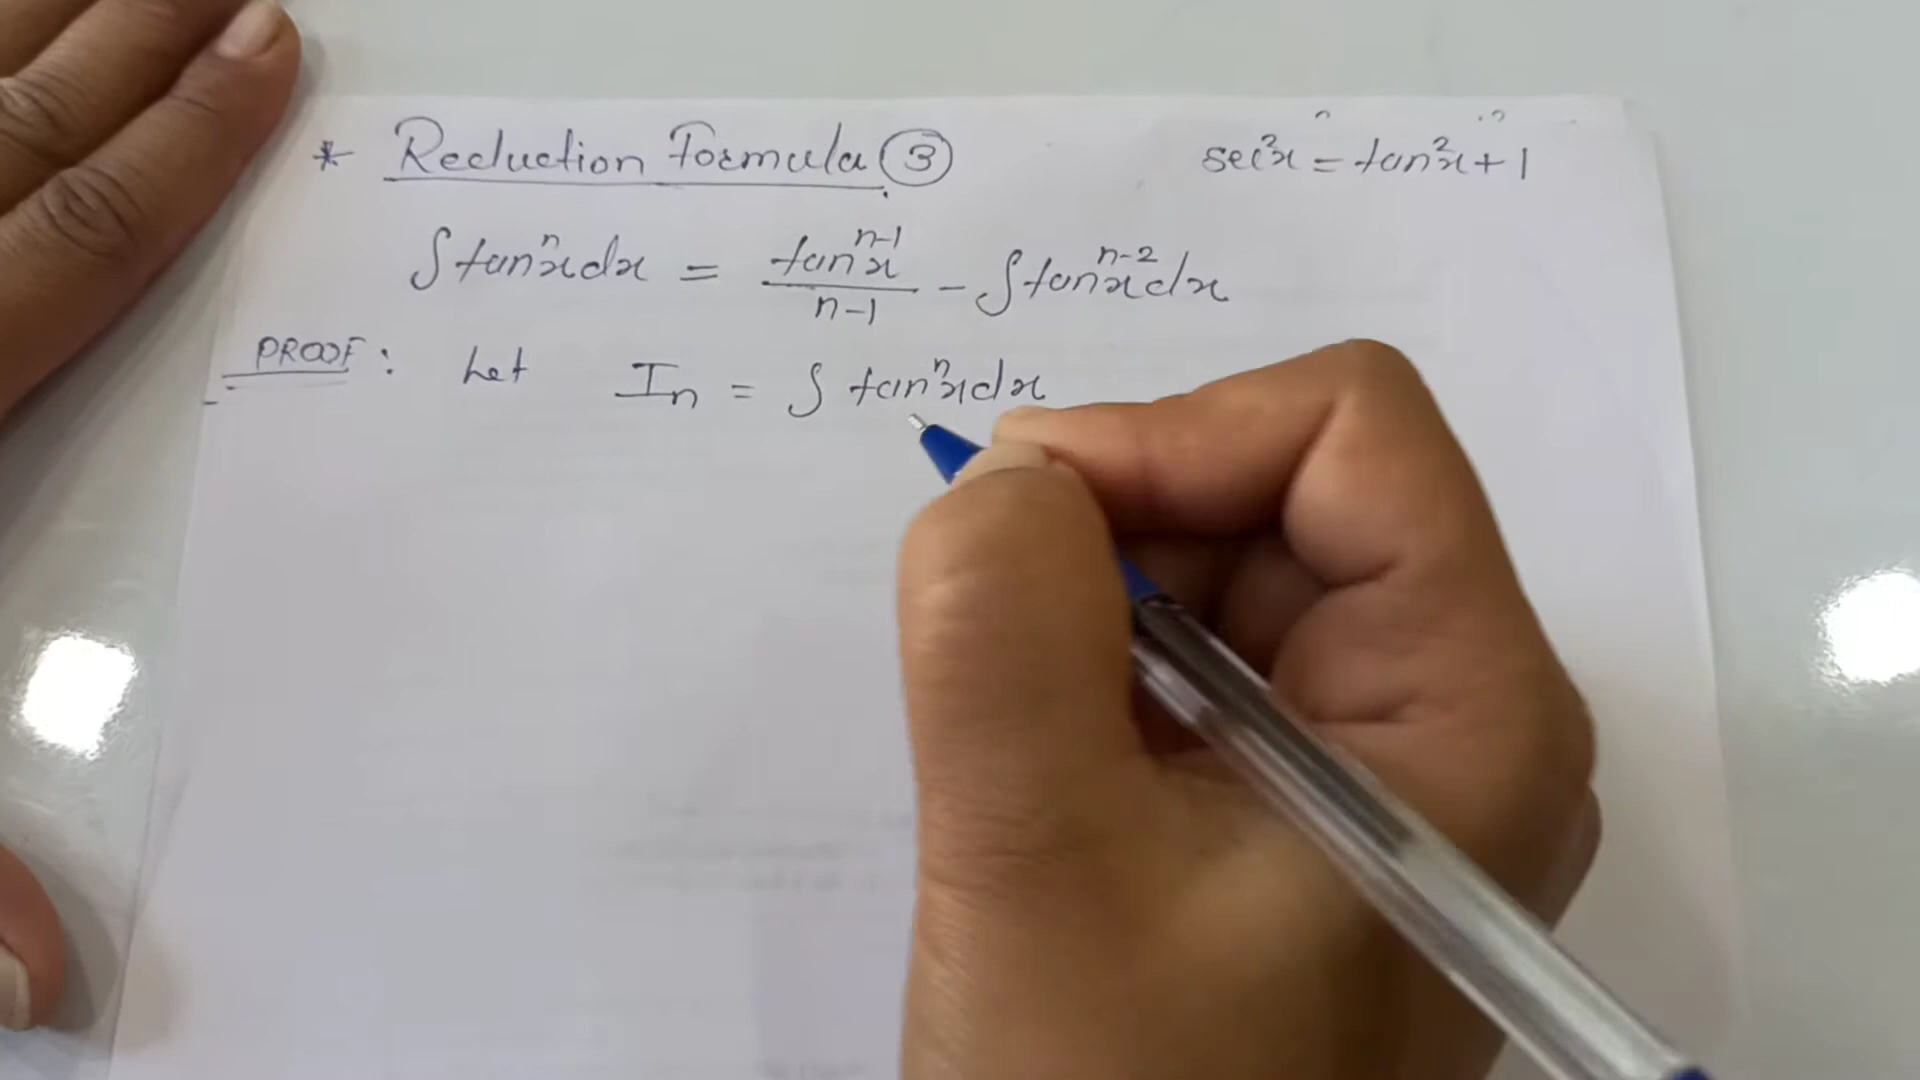 * Reduction Formula ③
sec²x = tan²x + 1
∫tanⁿx dx = tanⁿ⁻¹x / n-1 - ∫tanⁿ⁻²x dx
PROOF : Let Iₙ = ∫ tanⁿx dx